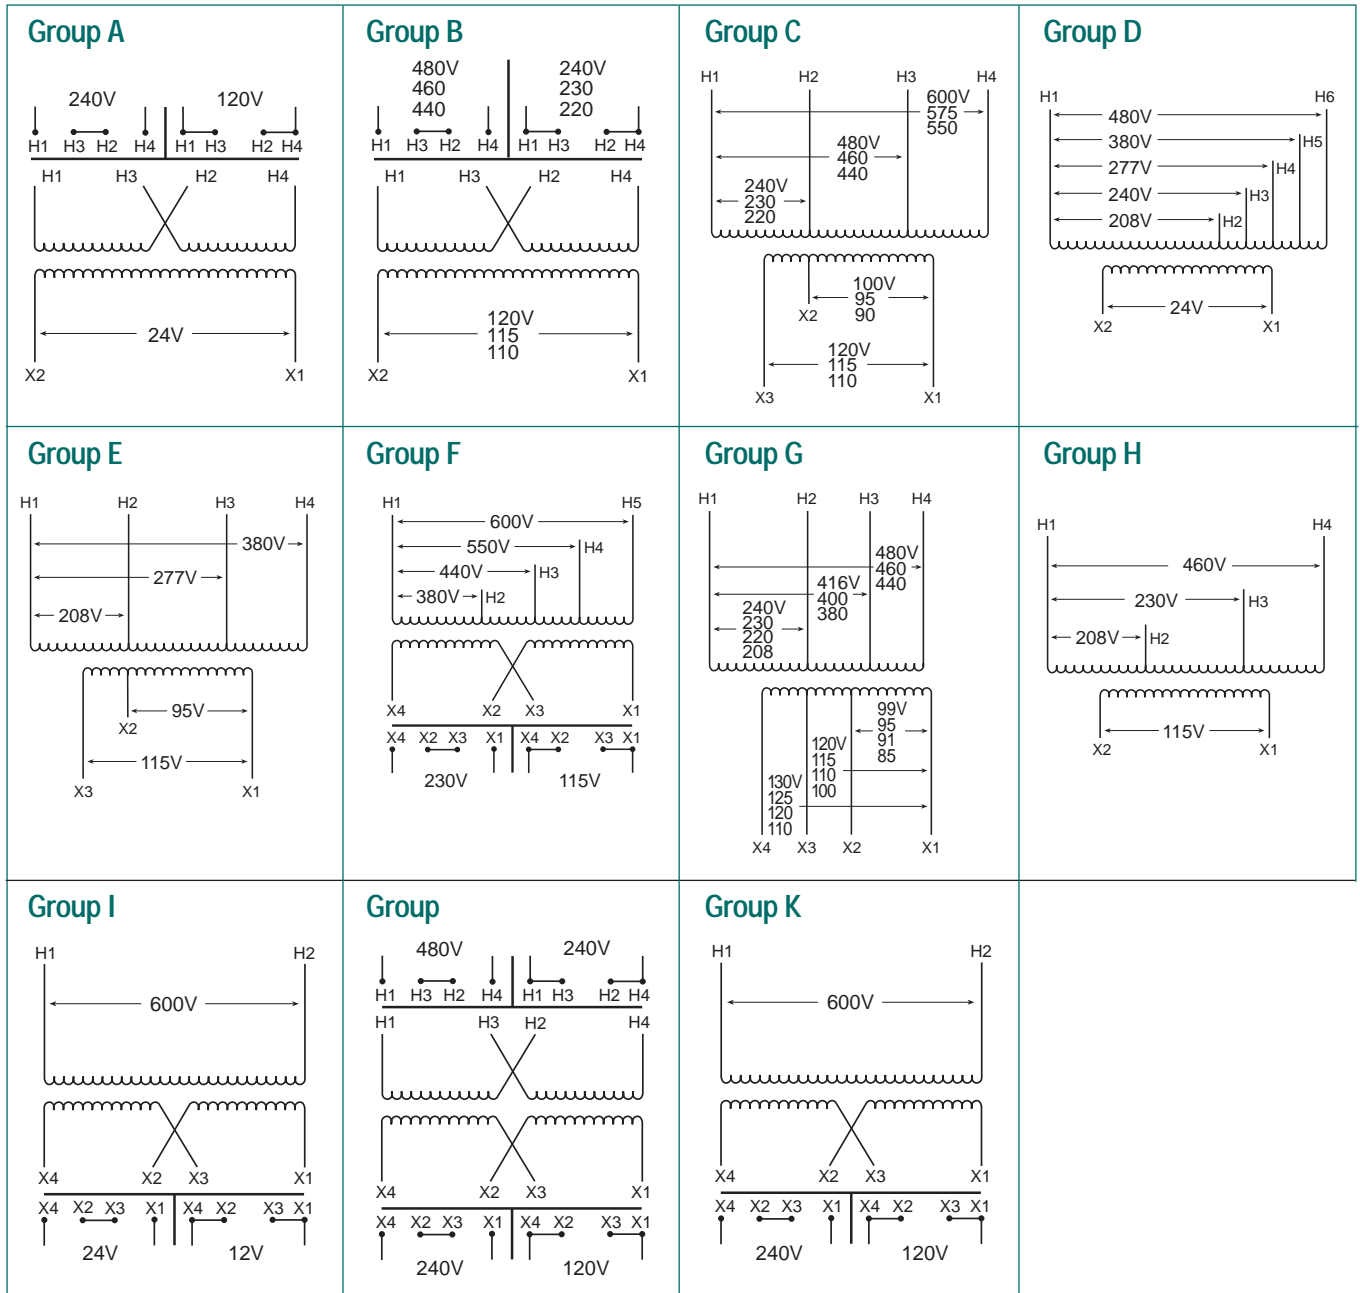 Group A
240V 120V
H1 H3 H2 H4 H1 H3 H2 H4
H1 H3 H2 H4
24V
X2 X1
Group B
480V 240V
460 230
440 220
H1 H3 H2 H4 H1 H3 H2 H4
H1 H3 H2 H4
120V
115
110
X2 X1
Group C
H1 H2 H3 H4
600V
575
550
480V
460
440
240V
230
220
100V
95
90
X2
120V
115
110
X3 X1
Group D
H1 H6
480V
380V H5
277V H4
240V H3
208V H2
24V
X2 X1
Group E
H1 H2 H3 H4
380V
277V
208V
95V
X2
115V
X3 X1
Group F
H1 H5
600V
550V H4
440V H3
380V H2
X4 X2 X3 X1
X4 X2 X3 X1 X4 X2 X3 X1
230V 115V
Group G
H1 H2 H3 H4
480V
460
440
416V
400
380
240V
230
220
208
99V
95
91
85
120V
115
110
100
130V
125
120
110
X4 X3 X2 X1
Group H
H1 H4
460V
230V H3
208V H2
115V
X2 X1
Group I
H1 H2
600V
X4 X2 X3 X1
X4 X2 X3 X1 X4 X2 X3 X1
24V 12V
Group
480V 240V
H1 H3 H2 H4 H1 H3 H2 H4
H1 H3 H2 H4
X4 X2 X3 X1
X4 X2 X3 X1 X4 X2 X3 X1
240V 120V
Group K
H1 H2
600V
X4 X2 X3 X1
X4 X2 X3 X1 X4 X2 X3 X1
240V 120V